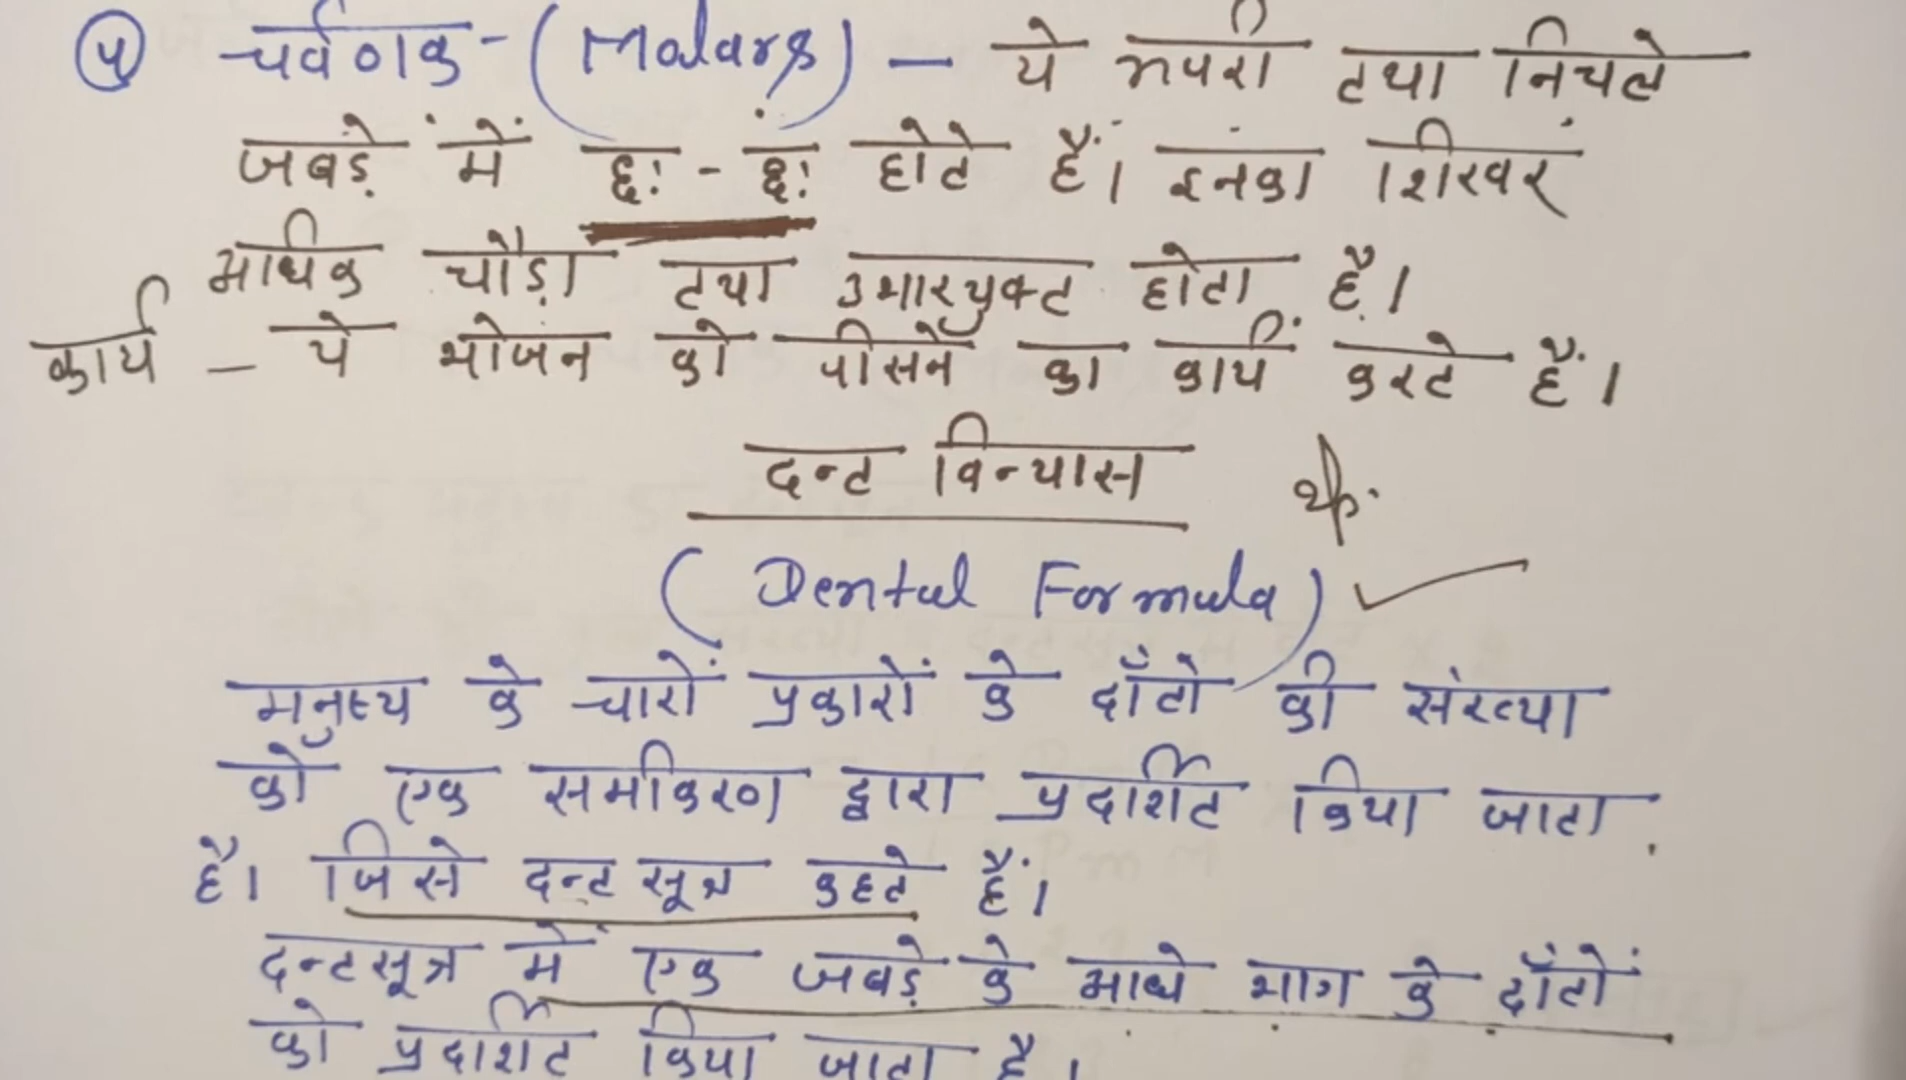 ④ चर्वणक - (Molars) - ये ऊपरी तथा निचले
जबड़े में छः - छः होते हैं। इनका शिखर
अधिक चौड़ा तथा उभारयुक्त होता है।
कार्य - ये भोजन को पीसने का कार्य करते हैं।
दन्त विन्यास
(Dental Formula)
मनुष्य के चारों प्रकारों के दाँतो की संख्या
को एक समीकरण द्वारा प्रदर्शित किया जाता
है। जिसे दन्त सूत्र कहते हैं।
दन्तसूत्र में एक जबड़े के आधे भाग के दाँतों
को प्रदर्शित किया जाता है।